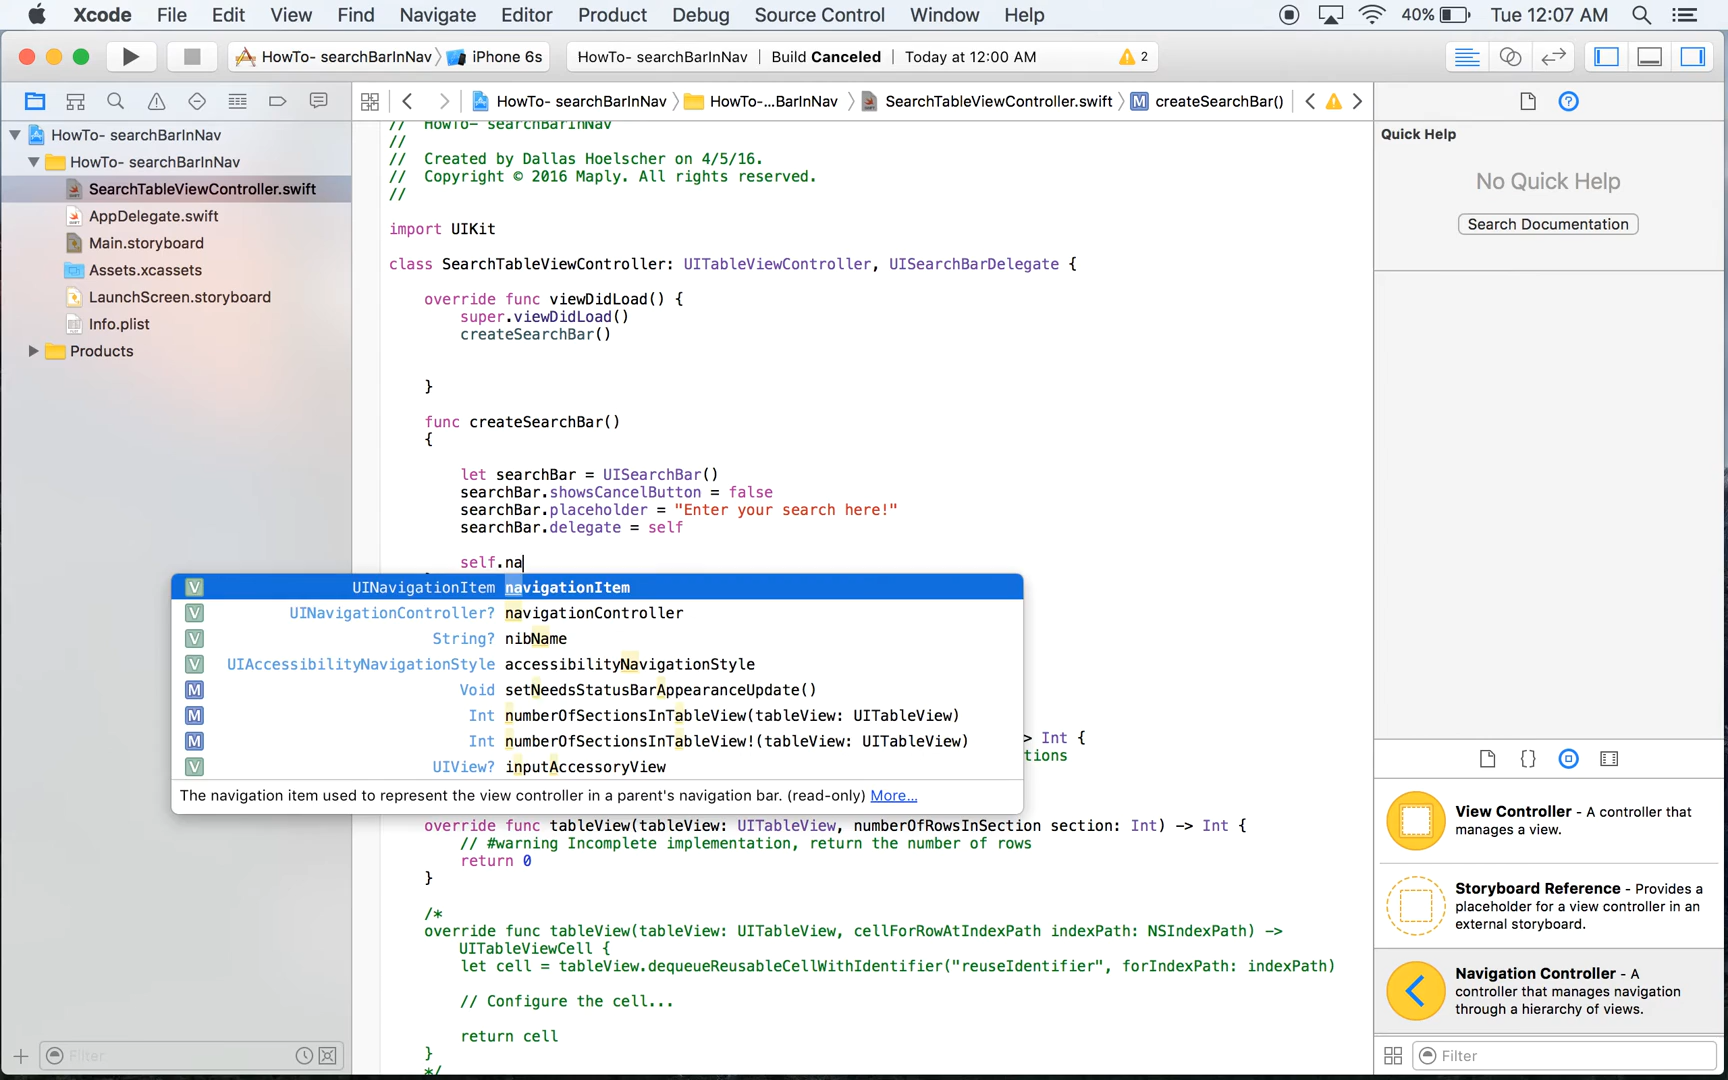 Xcode File Edit View Find Navigate Editor Product Debug Source Control Window Help 40% Tue 12:07 AM
HowTo- searchBarInNav iPhone 6s HowTo- searchBarInNav Build Canceled Today at 12:00 AM 2
HowTo- searchBarInNav HowTo-...BarInNav SearchTableViewController.swift M createSearchBar()
HowTo- searchBarInNav
HowTo- searchBarInNav
SearchTableViewController.swift
AppDelegate.swift
Main.storyboard
Assets.xcassets
LaunchScreen.storyboard
Info.plist
Products
Filter
// HowTo- searchBarInNav
//
// Created by Dallas Hoelscher on 4/5/16.
// Copyright © 2016 Maply. All rights reserved.
//
import UIKit
class SearchTableViewController: UITableViewController, UISearchBarDelegate {
override func viewDidLoad() {
super.viewDidLoad()
createSearchBar()
}
func createSearchBar()
{
let searchBar = UISearchBar()
searchBar.showsCancelButton = false
searchBar.placeholder = "Enter your search here!"
searchBar.delegate = self
self.na
V UINavigationItem navigationItem
V UINavigationController? navigationController
V String? nibName
V UIAccessibilityNavigationStyle accessibilityNavigationStyle
M Void setNeedsStatusBarAppearanceUpdate()
M Int numberOfSectionsInTableView(tableView: UITableView)
M Int numberOfSectionsInTableView!(tableView: UITableView)
V UIView? inputAccessoryView
The navigation item used to represent the view controller in a parent's navigation bar. (read-only) More...
> Int {
tions
override func tableView(tableView: UITableView, numberOfRowsInSection section: Int) -> Int {
// #warning Incomplete implementation, return the number of rows
return 0
}
/*
override func tableView(tableView: UITableView, cellForRowAtIndexPath indexPath: NSIndexPath) ->
UITableViewCell {
let cell = tableView.dequeueReusableCellWithIdentifier("reuseIdentifier", forIndexPath: indexPath)
// Configure the cell...
return cell
}
*/
Quick Help
No Quick Help
Search Documentation
{}
View Controller - A controller that
manages a view.
Storyboard Reference - Provides a
placeholder for a view controller in an
external storyboard.
Navigation Controller - A
controller that manages navigation
through a hierarchy of views.
Filter